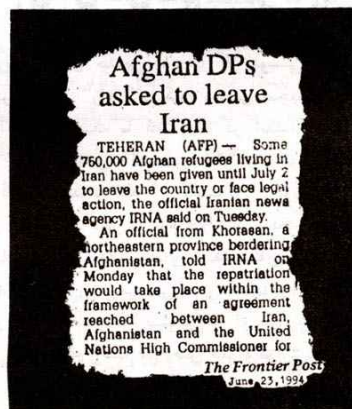 Afghan DPs
asked to leave
Iran
TEHERAN (AFP) — Some
760,000 Afghan refugees living in
Iran have been given until July 2
to leave the country or face legal
action, the official Iranian news
agency IRNA said on Tuesday.
An official from Khorasan, a
northeastern province bordering
Afghanistan, told IRNA on
Monday that the repatriation
would take place within the
framework of an agreement
reached between Iran,
Afghanistan and the United
Nations High Commissioner for
The Frontier Post
June 23, 1994